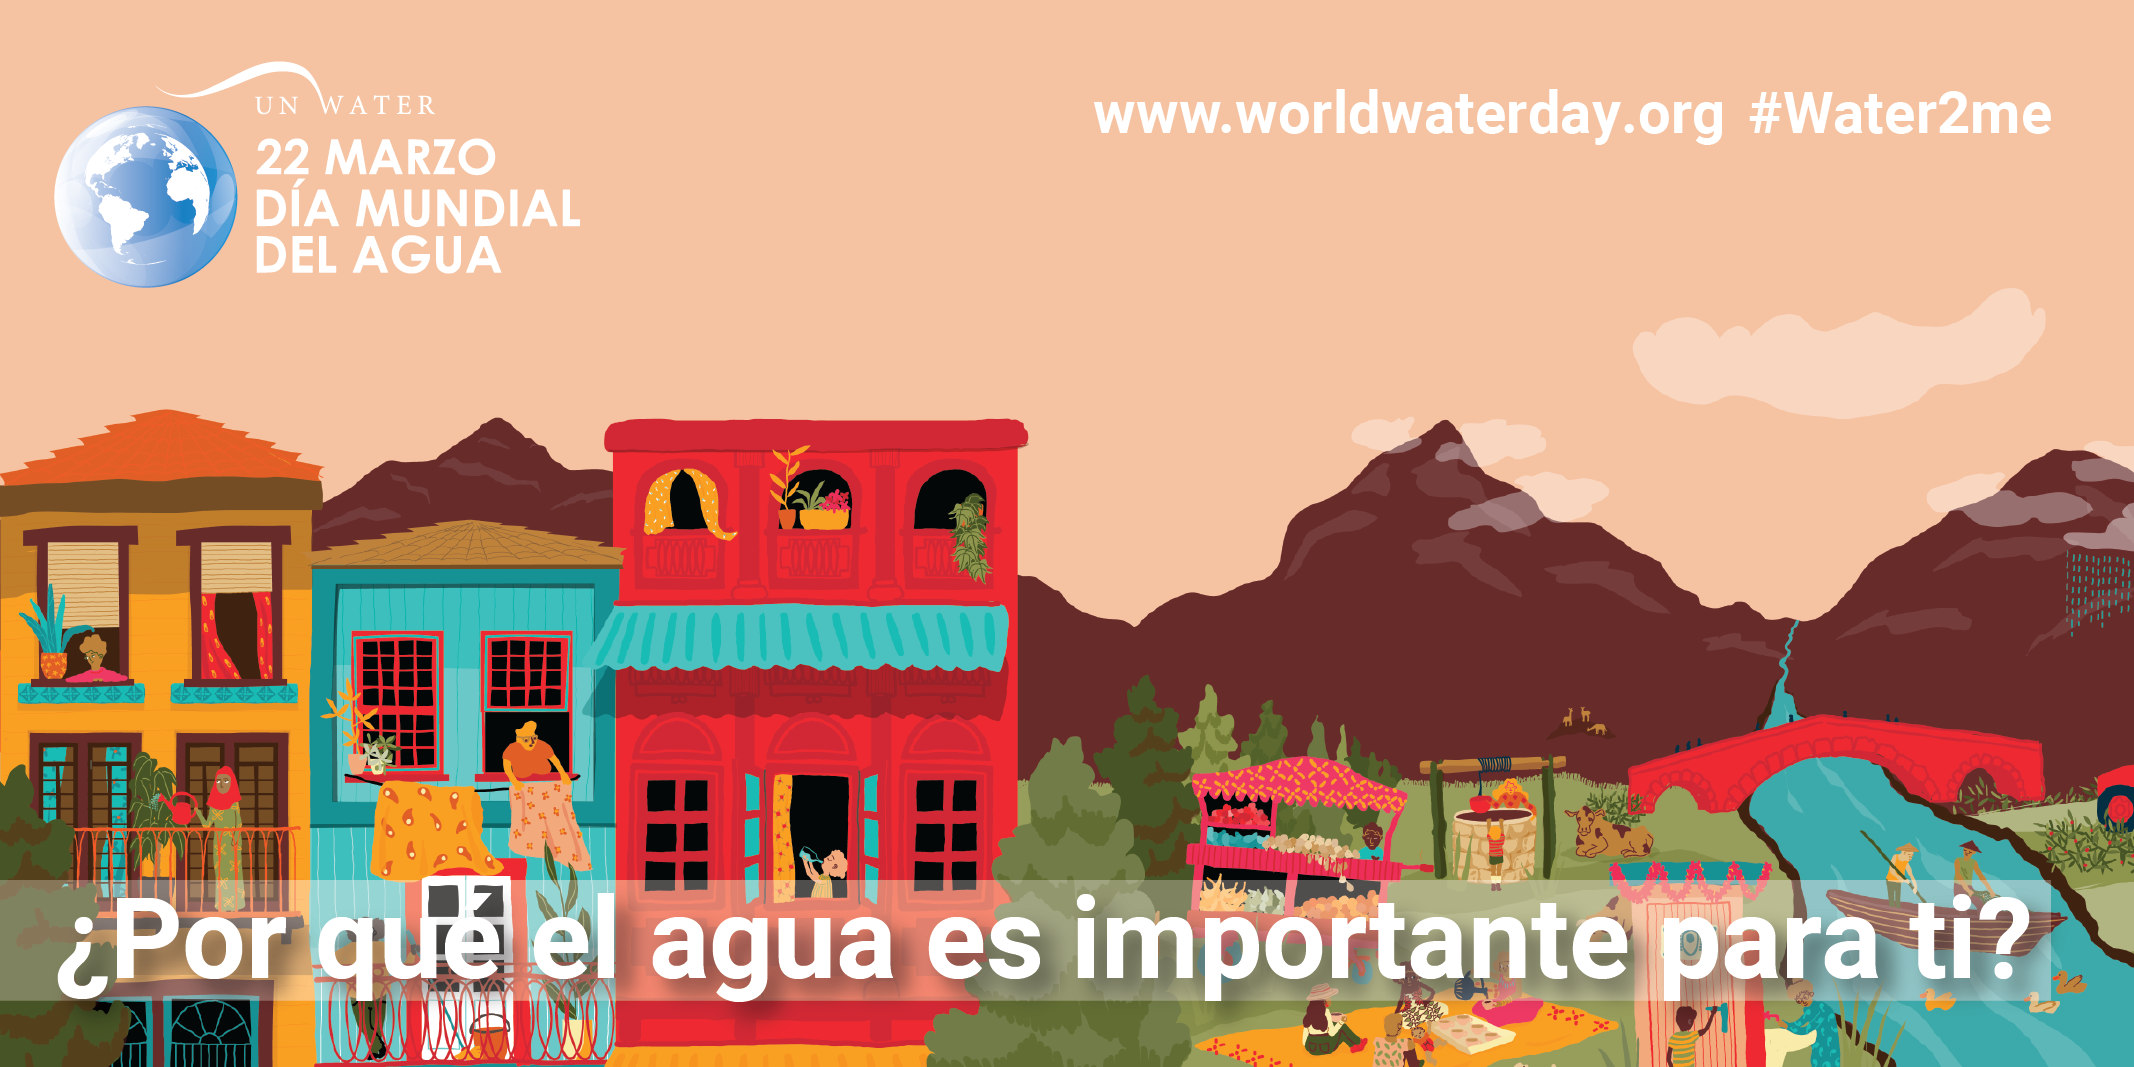 UN WATER
22 MARZO
DÍA MUNDIAL
DEL AGUA
www.worldwaterday.org #Water2me
¿Por qué el agua es importante para ti?